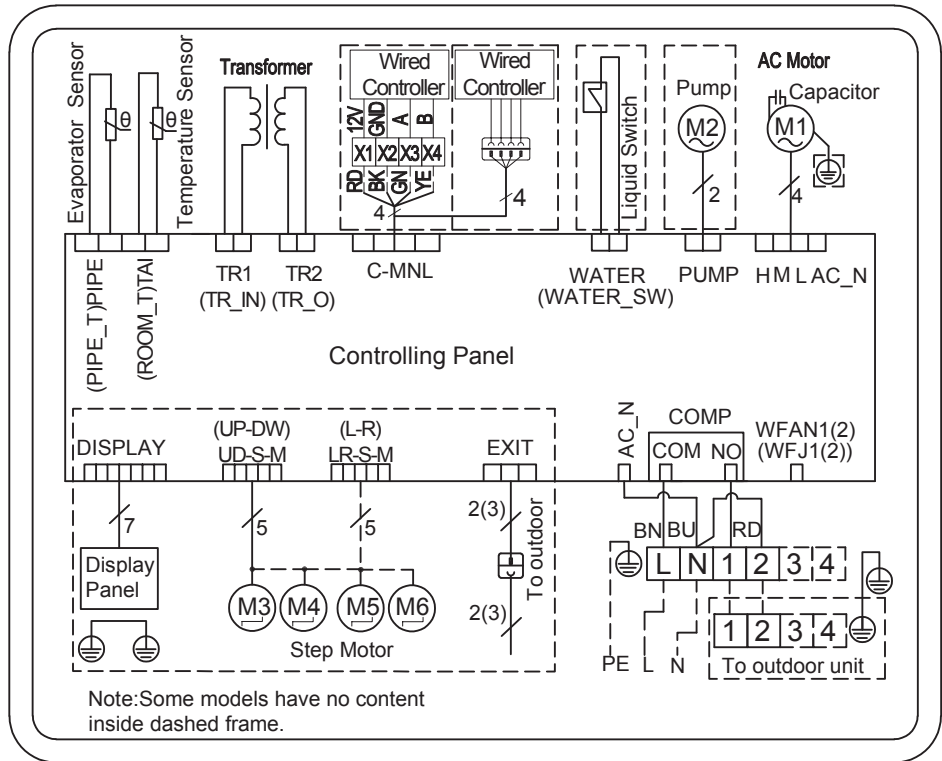 Evaporator Sensor
θ
θ
Temperature Sensor
Transformer
Wired
Controller
12V
GND
A
B
X1 X2 X3 X4
RD
BK
GN
YE
4
Wired
Controller
4
Liquid Switch
Pump
M2
2
AC Motor
Capacitor
M1
4
(PIPE_T)PIPE
(ROOM_T)TAI
TR1
(TR_IN)
TR2
(TR_O)
C-MNL
WATER
(WATER_SW)
PUMP
H M L AC_N
Controlling Panel
DISPLAY
(UP-DW)
UD-S-M
(L-R)
LR-S-M
EXIT
AC_N
COMP
COM NO
WFAN1(2)
(WFJ1(2))
7
Display
Panel
5
5
M3 M4 M5 M6
Step Motor
2(3)
To outdoor
2(3)
BN BU RD
L N 1 2 3 4
1 2 3 4
PE L N
To outdoor unit
Note:Some models have no content
inside dashed frame.